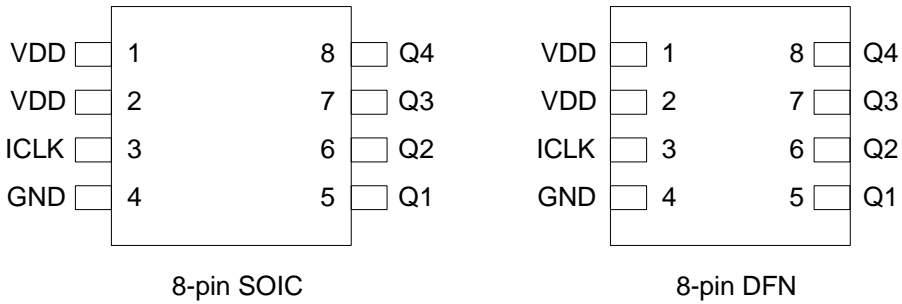 VDD 1 8 Q4 VDD 1 8 Q4
VDD 2 7 Q3 VDD 2 7 Q3
ICLK 3 6 Q2 ICLK 3 6 Q2
GND 4 5 Q1 GND 4 5 Q1
8-pin SOIC 8-pin DFN